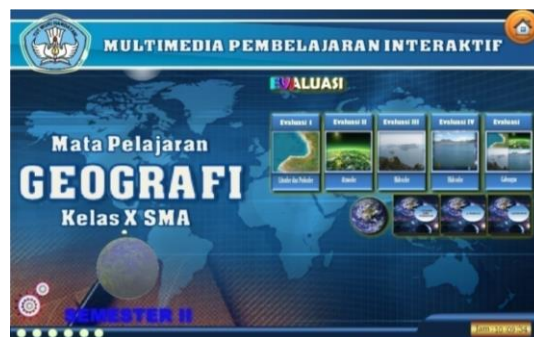 MULTIMEDIA PEMBELAJARAN INTERAKTIF
EVALUASI
Evaluasi I
Evaluasi II
Evaluasi III
Evaluasi IV
Evaluasi
Mata Pelajaran
GEOGRAFI
Kelas X SMA
SEMESTER II